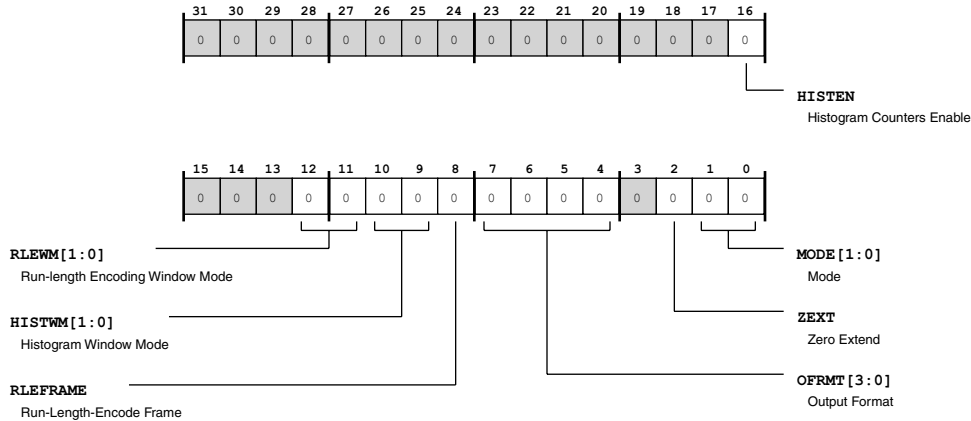 31 30 29 28 27 26 25 24 23 22 21 20 19 18 17 16
0 0 0 0 0 0 0 0 0 0 0 0 0 0 0 0
HISTEN
Histogram Counters Enable
15 14 13 12 11 10 9 8 7 6 5 4 3 2 1 0
0 0 0 0 0 0 0 0 0 0 0 0 0 0 0 0
RLEWM[1:0]
Run-length Encoding Window Mode
HISTWM[1:0]
Histogram Window Mode
RLEFRAME
Run-Length-Encode Frame
MODE[1:0]
Mode
ZEXT
Zero Extend
OFRMT[3:0]
Output Format